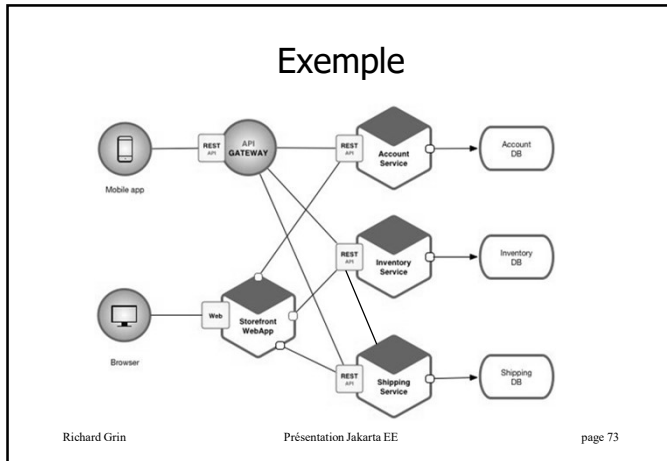 Exemple
REST
API
API
GATEWAY
Mobile app
REST
API
Account
Service
Account
DB
REST
API
Inventory
Service
Inventory
DB
Web
Storefront
WebApp
Browser
REST
API
Shipping
Service
Shipping
DB
Richard Grin
Présentation Jakarta EE
page 73